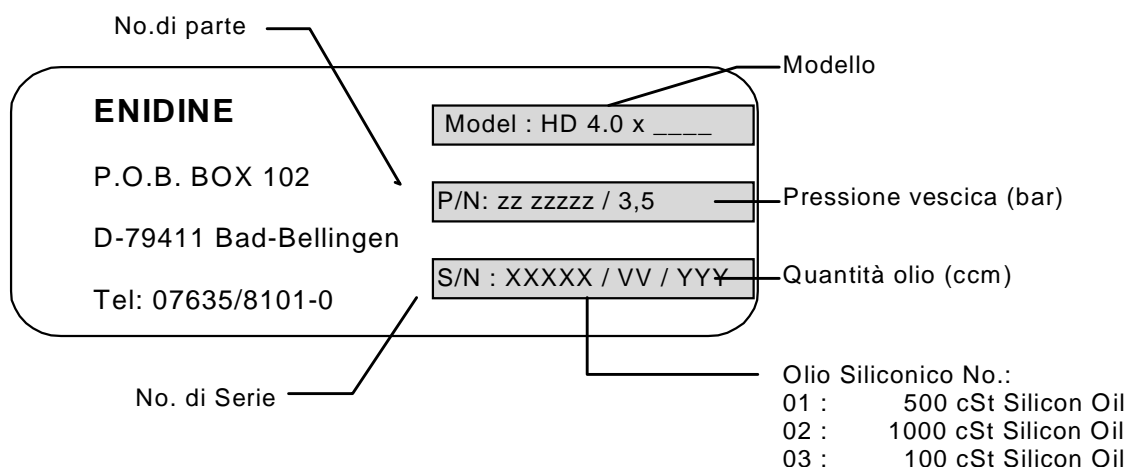 No.di parte
Modello
ENIDINE
Model : HD 4.0 x ____
P.O.B. BOX 102
P/N: zz zzzzz / 3,5
Pressione vescica (bar)
D-79411 Bad-Bellingen
S/N : XXXXX / VV / YYY
Quantità olio (ccm)
Tel: 07635/8101-0
No. di Serie
Olio Siliconico No.:
01 : 500 cSt Silicon Oil
02 : 1000 cSt Silicon Oil
03 : 100 cSt Silicon Oil